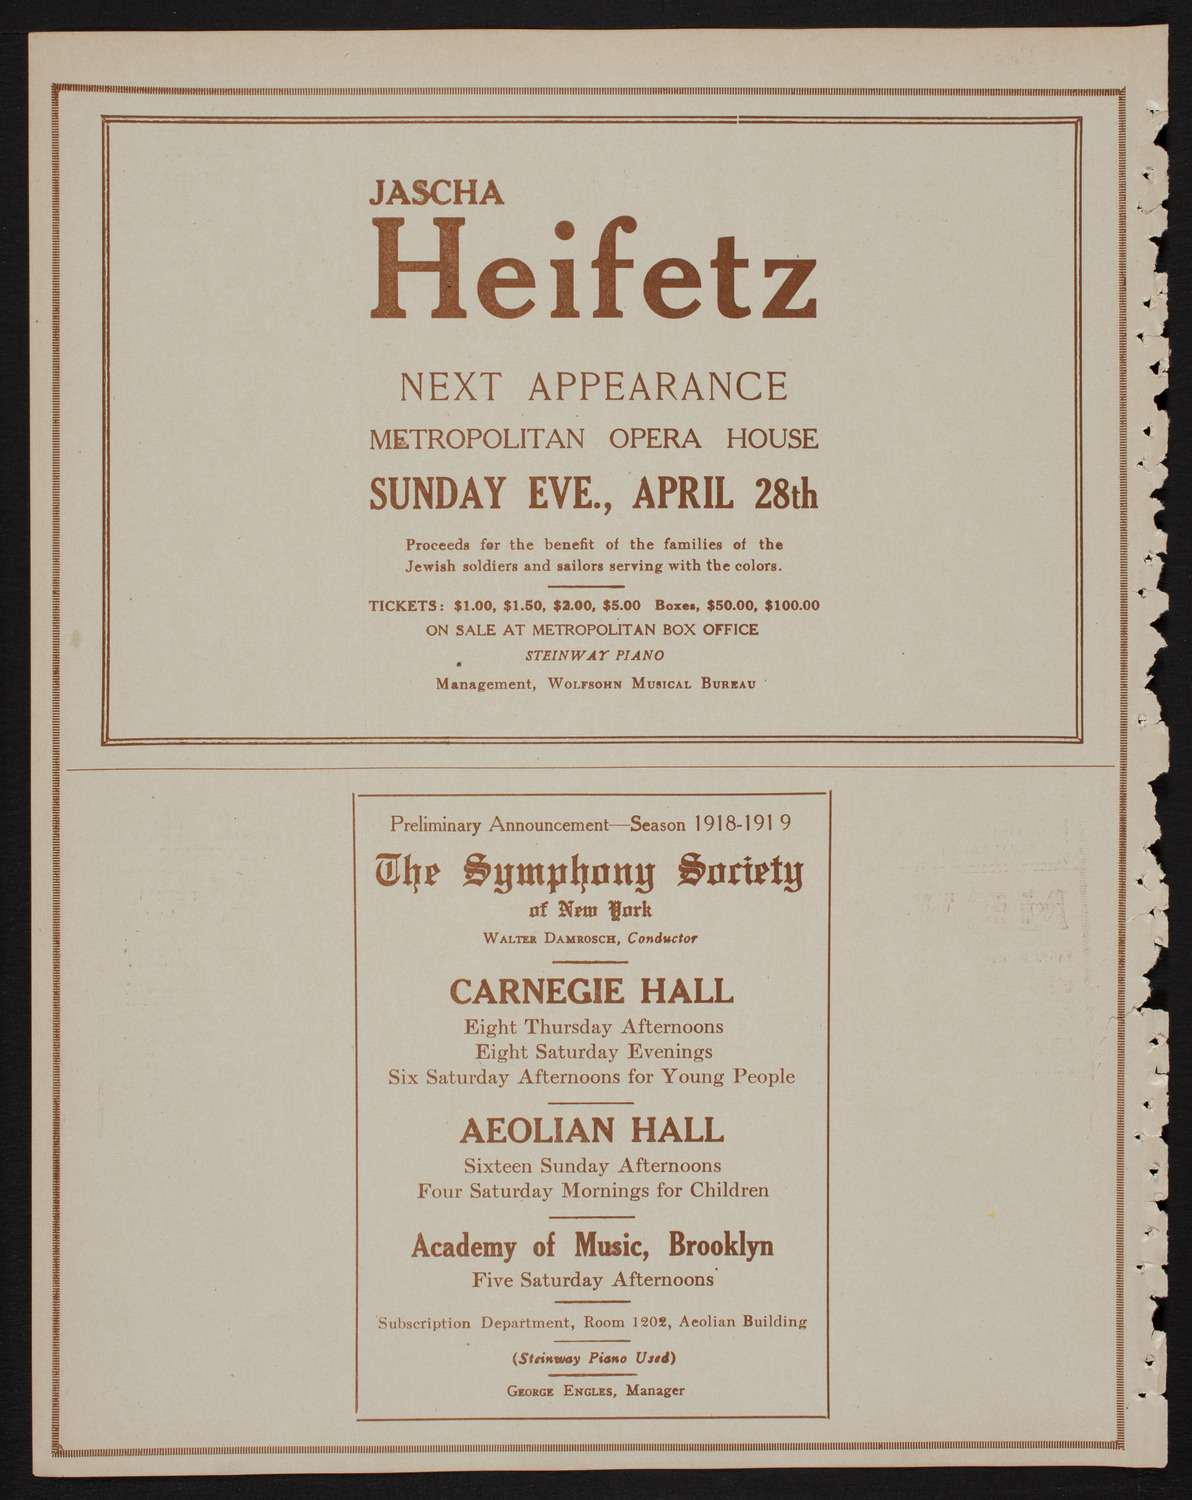 JASCHA
Heifetz
NEXT APPEARANCE
METROPOLITAN OPERA HOUSE
SUNDAY EVE., APRIL 28th
Proceeds for the benefit of the families of the
Jewish soldiers and sailors serving with the colors.
TICKETS: $1.00, $1.50, $2.00, $5.00 Boxes, $50.00, $100.00
ON SALE AT METROPOLITAN BOX OFFICE
STEINWAY PIANO
Management, WOLFSOHN MUSICAL BUREAU
Preliminary Announcement—Season 1918-1919
The Symphony Society
of New York
WALTER DAMROSCH, Conductor
CARNEGIE HALL
Eight Thursday Afternoons
Eight Saturday Evenings
Six Saturday Afternoons for Young People
AEOLIAN HALL
Sixteen Sunday Afternoons
Four Saturday Mornings for Children
Academy of Music, Brooklyn
Five Saturday Afternoons
Subscription Department, Room 1202, Aeolian Building
(Steinway Piano Used)
GEORGE ENGLES, Manager